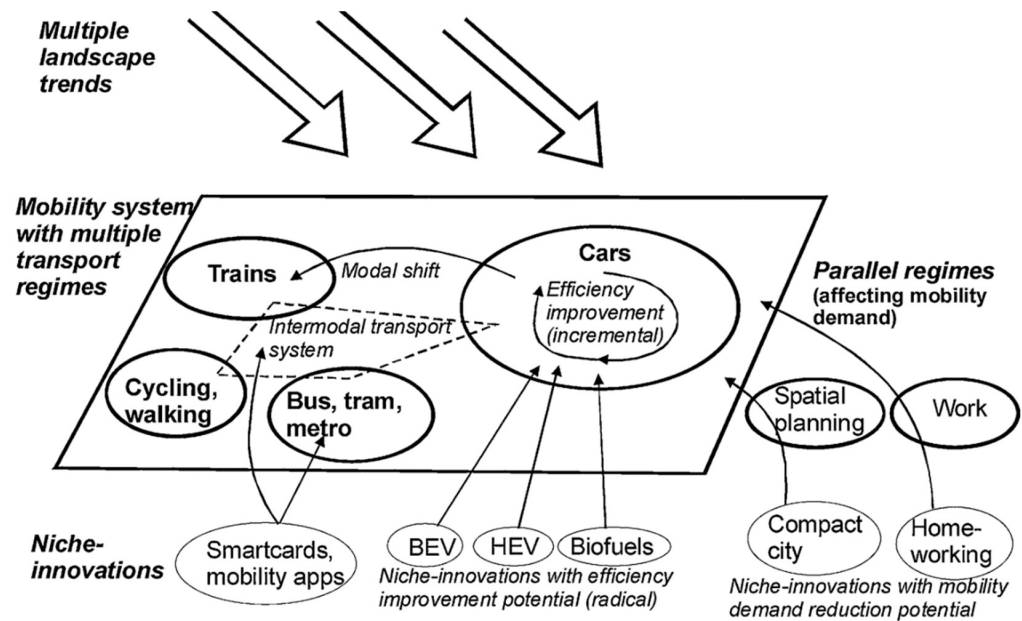 Multiple
landscape
trends
Mobility system
with multiple
transport
regimes
Trains
Modal shift
Cars
Efficiency
improvement
(incremental)
Intermodal transport
system
Cycling,
walking
Bus, tram,
metro
Parallel regimes
(affecting mobility
demand)
Spatial
planning
Work
Niche-
innovations
Smartcards,
mobility apps
BEV
HEV
Biofuels
Niche-innovations with efficiency
improvement potential (radical)
Compact
city
Home-
working
Niche-innovations with mobility
demand reduction potential